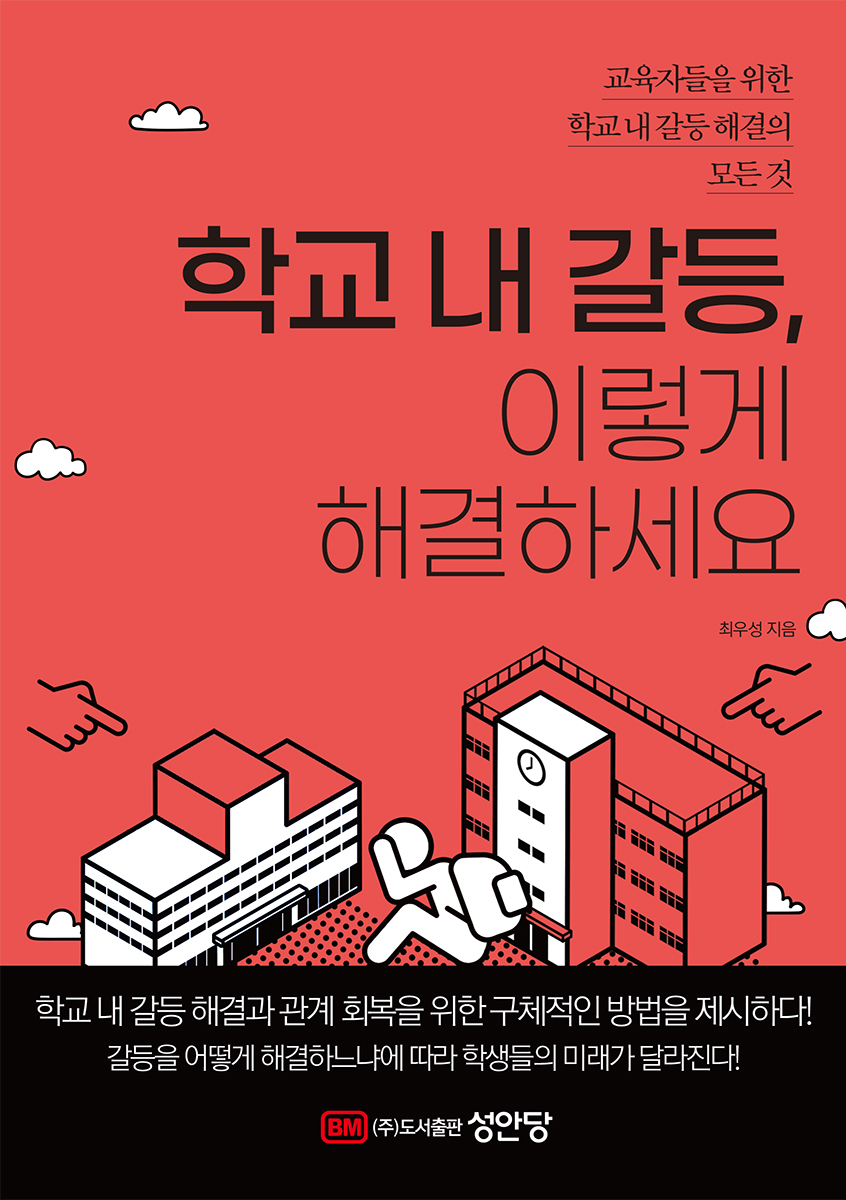 교육자들을 위한
학교 내 갈등 해결의
모든 것
학교 내 갈등,
이렇게
해결하세요
최우성 지음
학교 내 갈등 해결과 관계 회복을 위한 구체적인 방법을 제시하다!
갈등을 어떻게 해결하느냐에 따라 학생들의 미래가 달라진다!
BM (주)도서출판 성안당